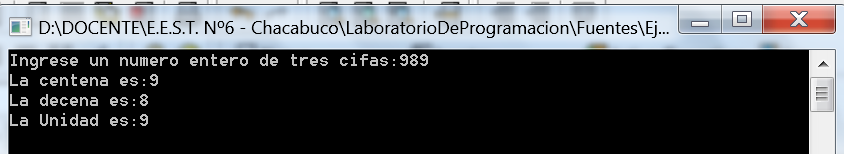 D:\DOCENTE\E.E.S.T. Nº6 - Chacabuco\LaboratorioDeProgramacion\Fuentes\Ej...
Ingrese un numero entero de tres cifas:989
La centena es:9
La decena es:8
La Unidad es:9